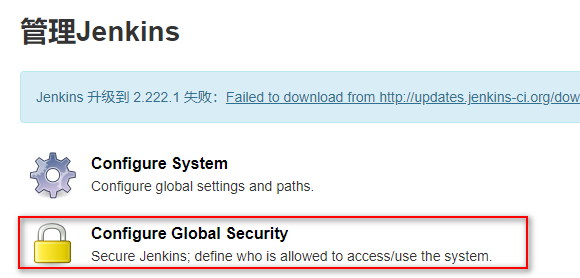 管理Jenkins
Jenkins 升级到 2.222.1 失败：Failed to download from http://updates.jenkins-ci.org/dow
Configure System
Configure global settings and paths.
Configure Global Security
Secure Jenkins; define who is allowed to access/use the system.